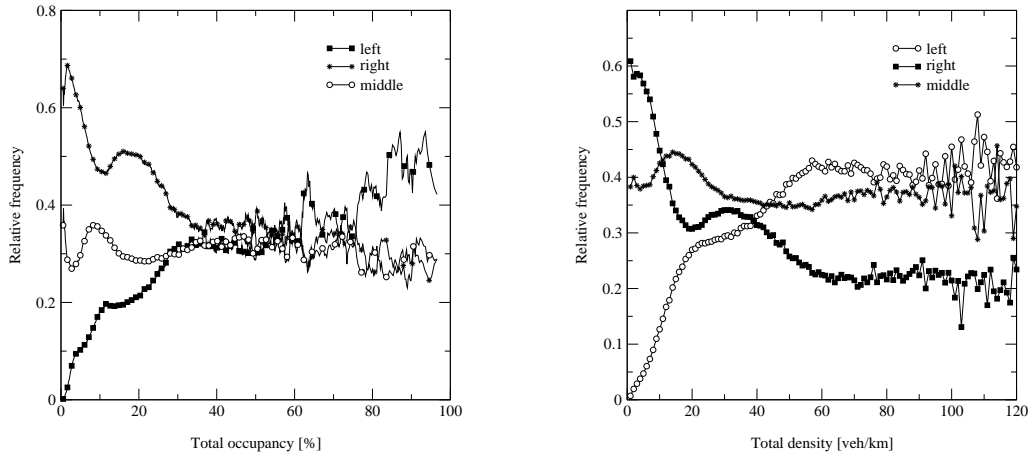 0.8
0.6
0.4
0.2
0
Relative frequency
0 20 40 60 80 100
Total occupancy [%]
left
right
middle
0.6
0.5
0.4
0.3
0.2
0.1
0
Relative frequency
0 20 40 60 80 100 120
Total density [veh/km]
left
right
middle